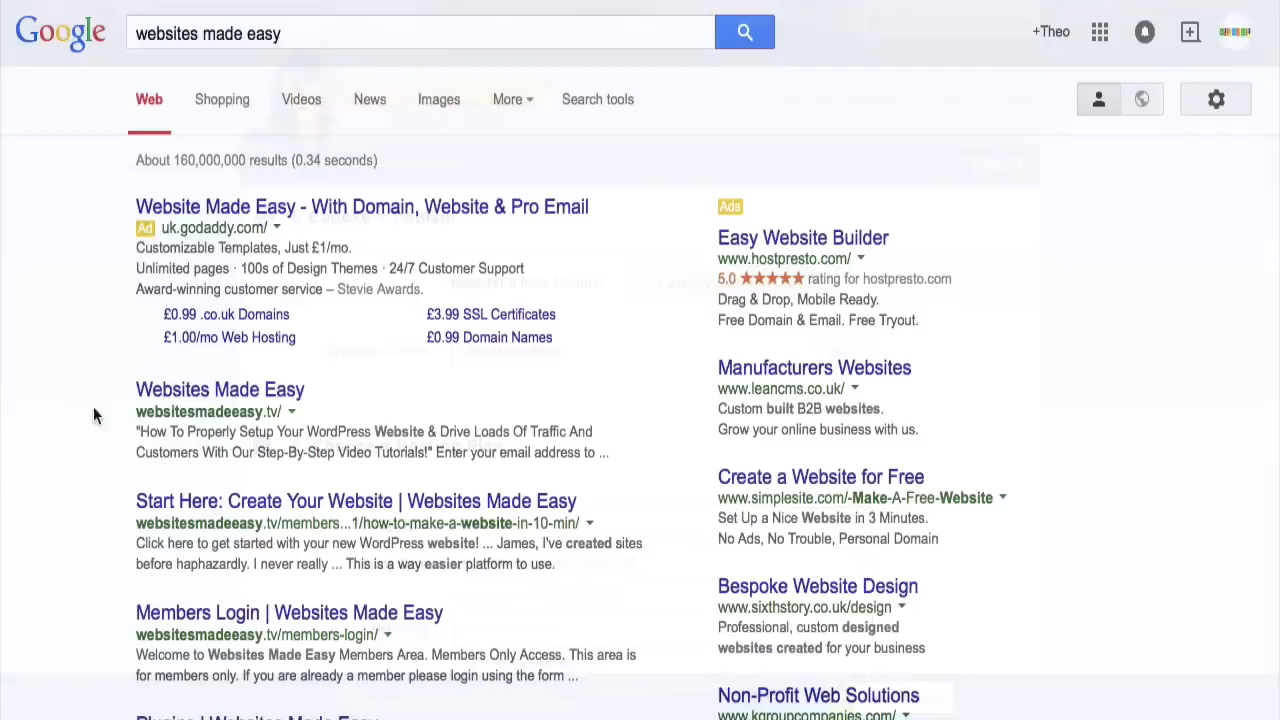 Google
websites made easy
+Theo
Web
Shopping
Videos
News
Images
More
Search tools
About 160,000,000 results (0.34 seconds)
Website Made Easy - With Domain, Website & Pro Email
Ad uk.godaddy.com/
Customizable Templates, Just £1/mo.
Unlimited pages · 100s of Design Themes · 24/7 Customer Support
Award-winning customer service – Stevie Awards.
£0.99 .co.uk Domains
£3.99 SSL Certificates
£1.00/mo Web Hosting
£0.99 Domain Names
Websites Made Easy
websitesmadeeasy.tv/
"How To Properly Setup Your WordPress Website & Drive Loads Of Traffic And
Customers With Our Step-By-Step Video Tutorials!" Enter your email address to ...
Start Here: Create Your Website | Websites Made Easy
websitesmadeeasy.tv/members...1/how-to-make-a-website-in-10-min/
Click here to get started with your new WordPress website! ... James, I've created sites
before haphazardly. I never really ... This is a way easier platform to use.
Members Login | Websites Made Easy
websitesmadeeasy.tv/members-login/
Welcome to Websites Made Easy Members Area. Members Only Access. This area is
for members only. If you are already a member please login using the form ...
Plugins | Websites Made Easy
Ads
Easy Website Builder
www.hostpresto.com/
5.0 ★★★★★ rating for hostpresto.com
Drag & Drop, Mobile Ready.
Free Domain & Email. Free Tryout.
Manufacturers Websites
www.leancms.co.uk/
Custom built B2B websites.
Grow your online business with us.
Create a Website for Free
www.simplesite.com/-Make-A-Free-Website
Set Up a Nice Website in 3 Minutes.
No Ads, No Trouble, Personal Domain
Bespoke Website Design
www.sixthstory.co.uk/design
Professional, custom designed
websites created for your business
Non-Profit Web Solutions
www.kgroupcompanies.com/